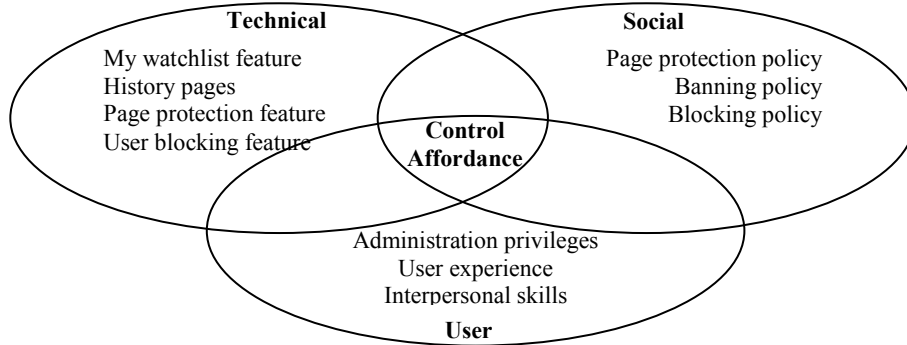 Technical
My watchlist feature
History pages
Page protection feature
User blocking feature
Social
Page protection policy
Banning policy
Blocking policy
Control
Affordance
Administration privileges
User experience
Interpersonal skills
User